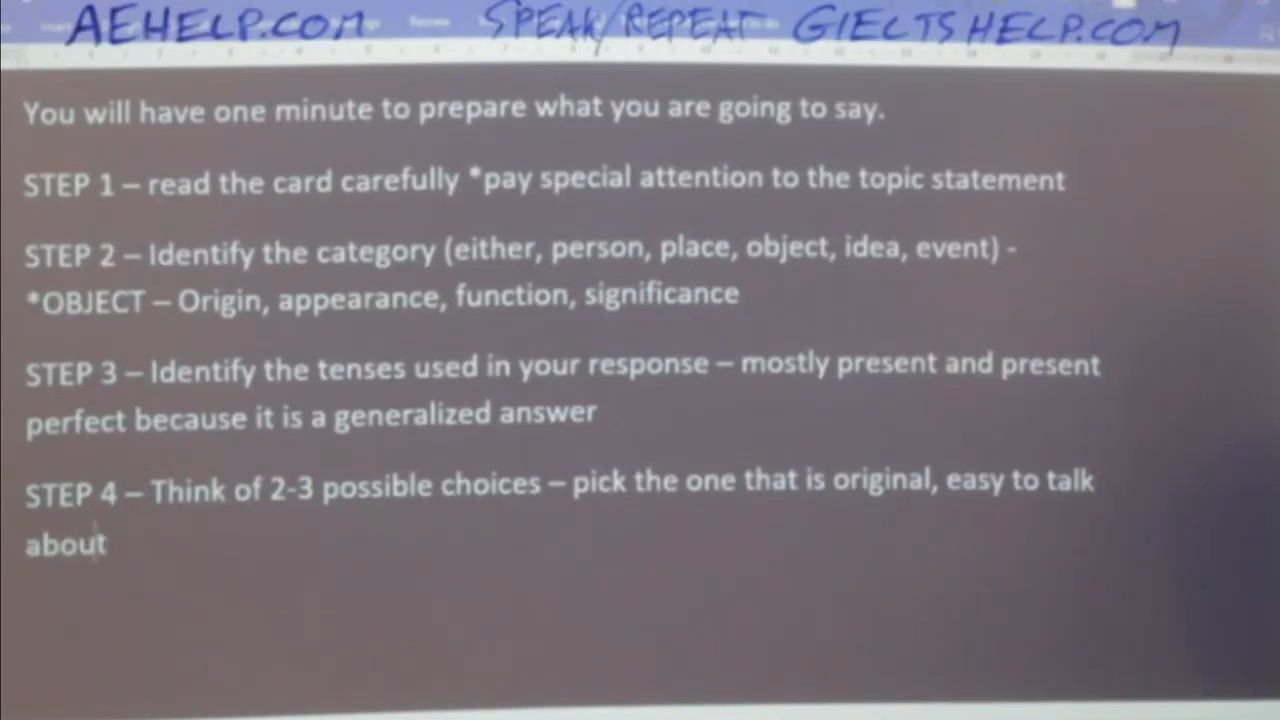 AEHELP.COM SPEAK/REPEAT GIELTSHELP.COM
You will have one minute to prepare what you are going to say.
STEP 1 – read the card carefully *pay special attention to the topic statement
STEP 2 – Identify the category (either, person, place, object, idea, event) -
*OBJECT – Origin, appearance, function, significance
STEP 3 – Identify the tenses used in your response – mostly present and present
perfect because it is a generalized answer
STEP 4 – Think of 2-3 possible choices – pick the one that is original, easy to talk
about